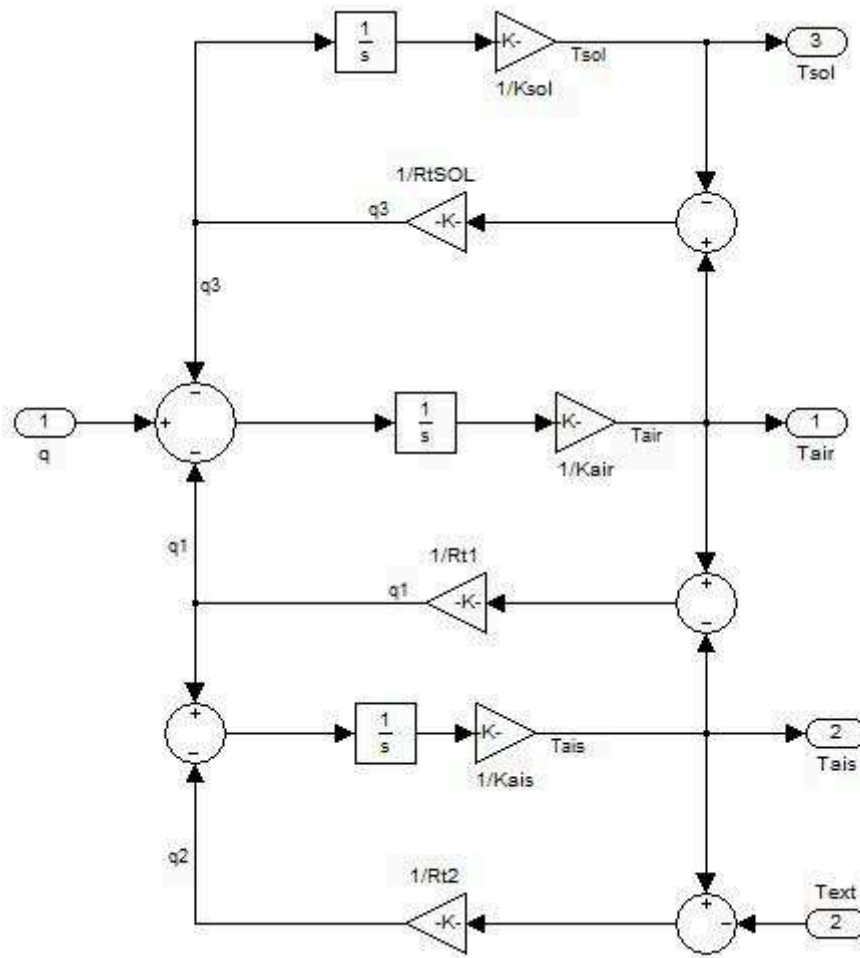 1
s
K-
Tsol
3
1/Ksol
Tsol
1/RtSOL
q3
-K-
-
+
q3
-
1
+
q
-
1
s
K-
Tair
1
1/Kair
Tair
q1
1/Rt1
q1
-K-
+
-
+
-
1
s
K-
Tais
2
1/Kais
Tais
q2
1/Rt2
-K-
+
-
Text
2